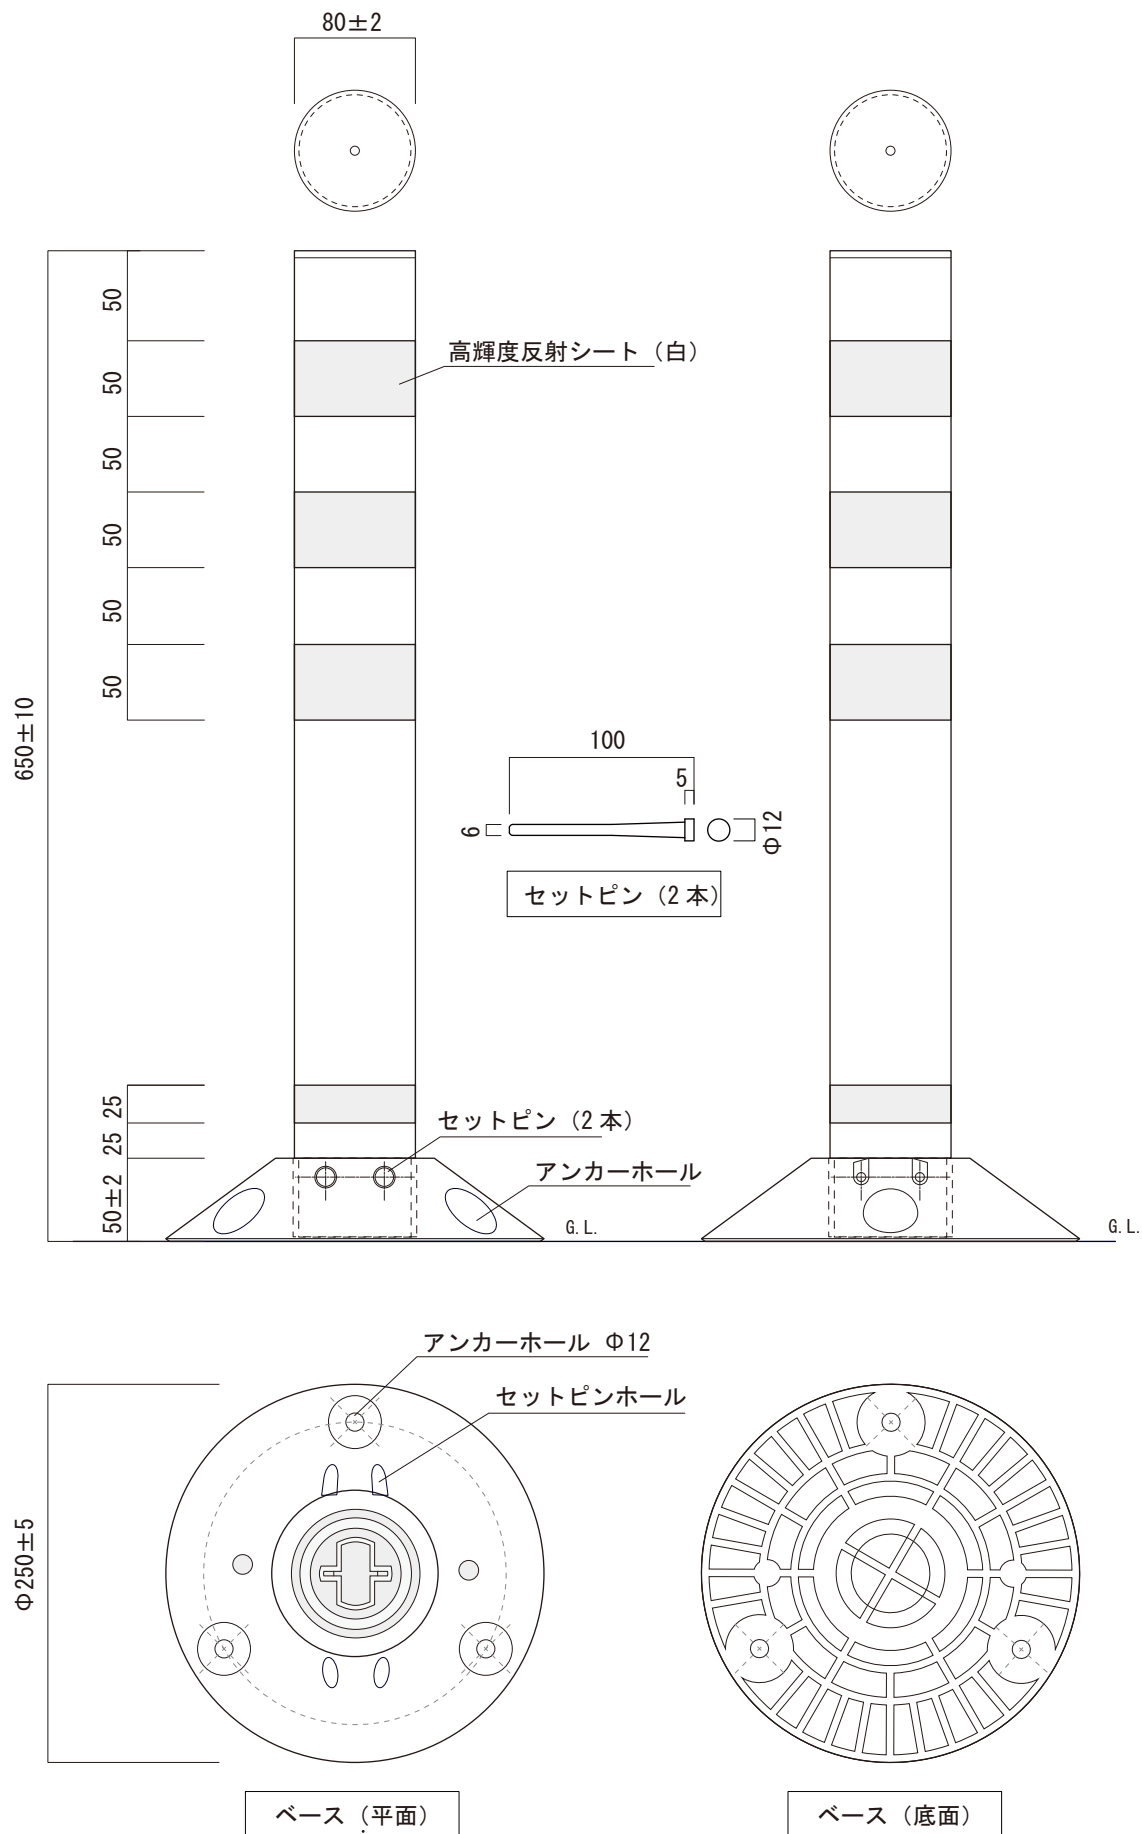 80±2
50
高輝度反射シート（白）
50
50
50
50
50
650±10
100
5
6
Φ12
セットピン（2本）
25
セットピン（2本）
25
アンカーホール
50±2
G.L.
G.L.
アンカーホール Φ12
セットピンホール
Φ250±5
ベース（平面）
ベース（底面）